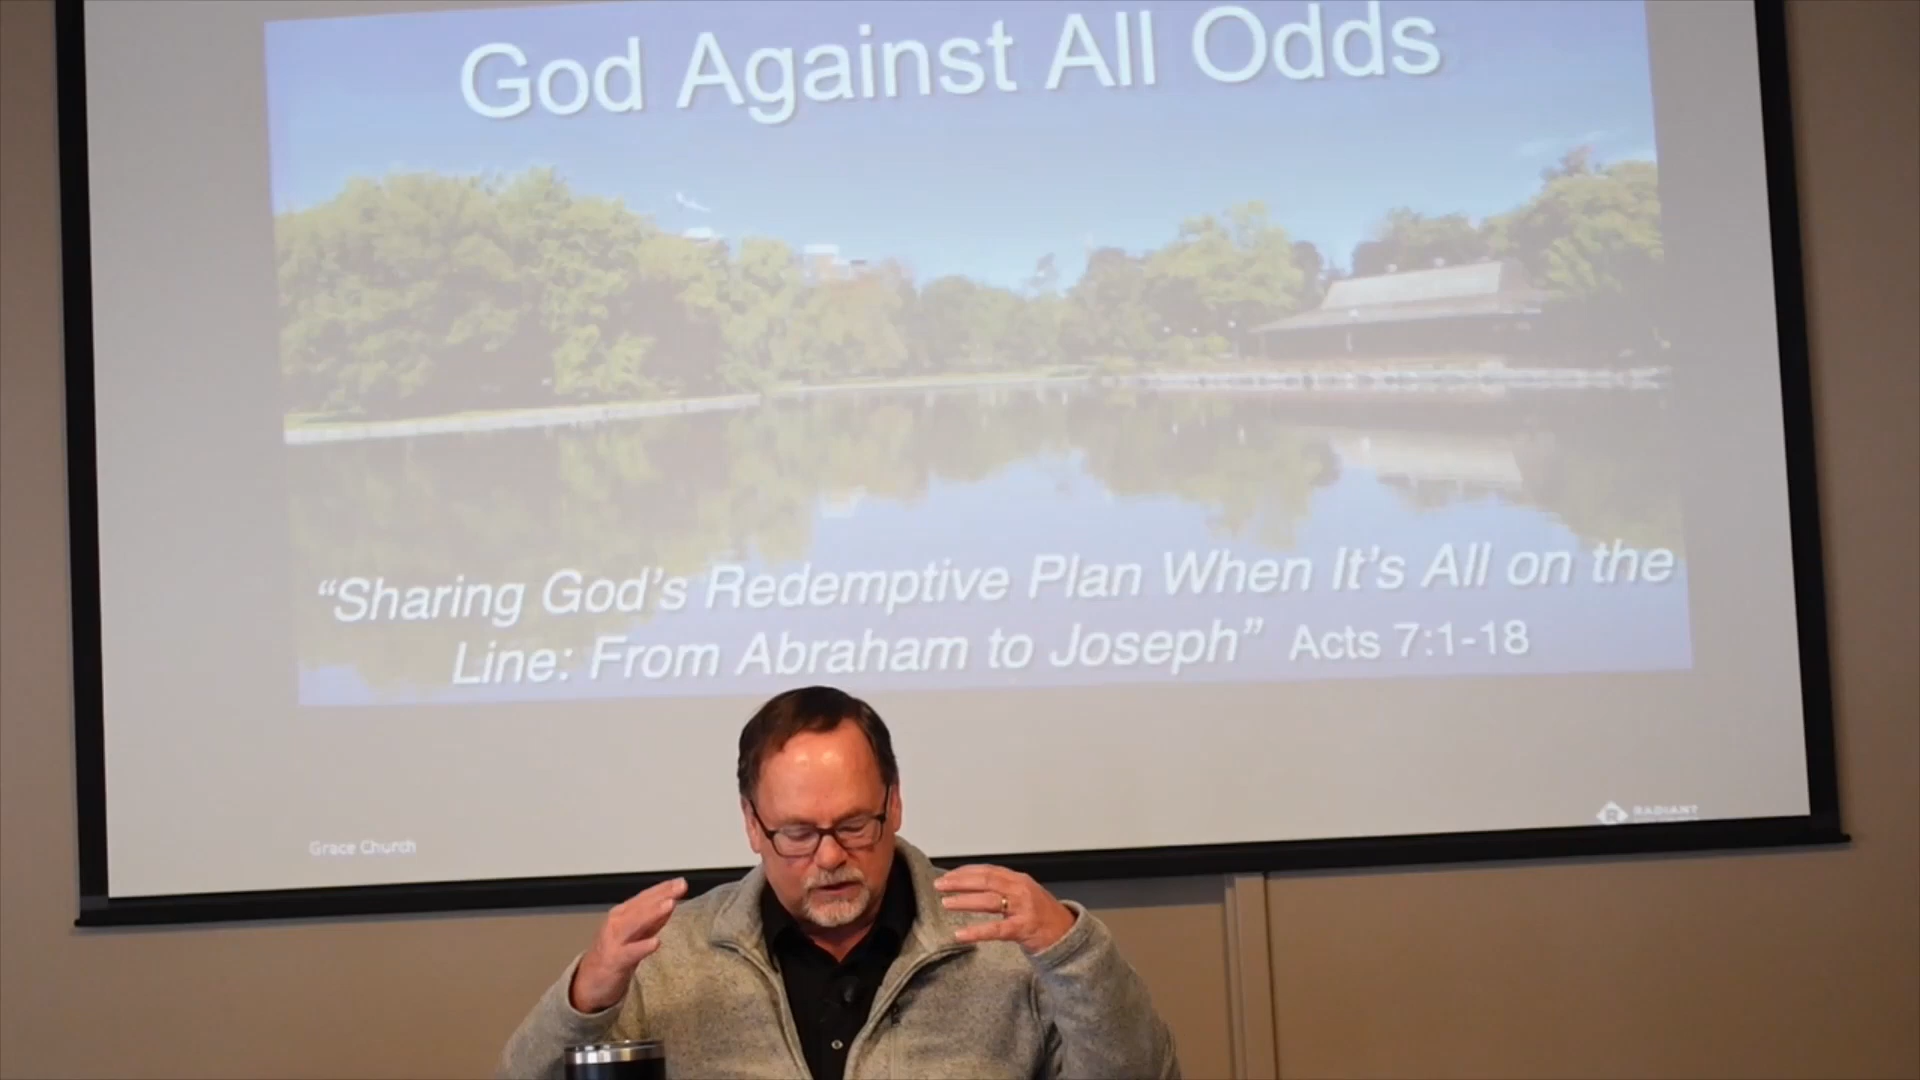 God Against All Odds
“Sharing God’s Redemptive Plan When It’s All on the
Line: From Abraham to Joseph” Acts 7:1-18
Grace Church
RADIANT